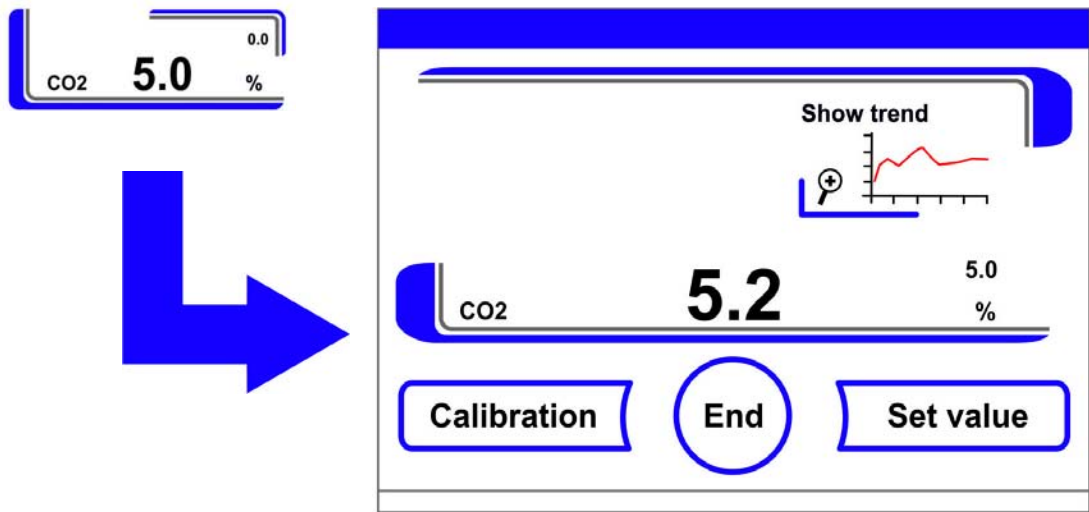 0.0
CO2 5.0 %
Show trend
5.0
CO2 5.2 %
Calibration End Set value